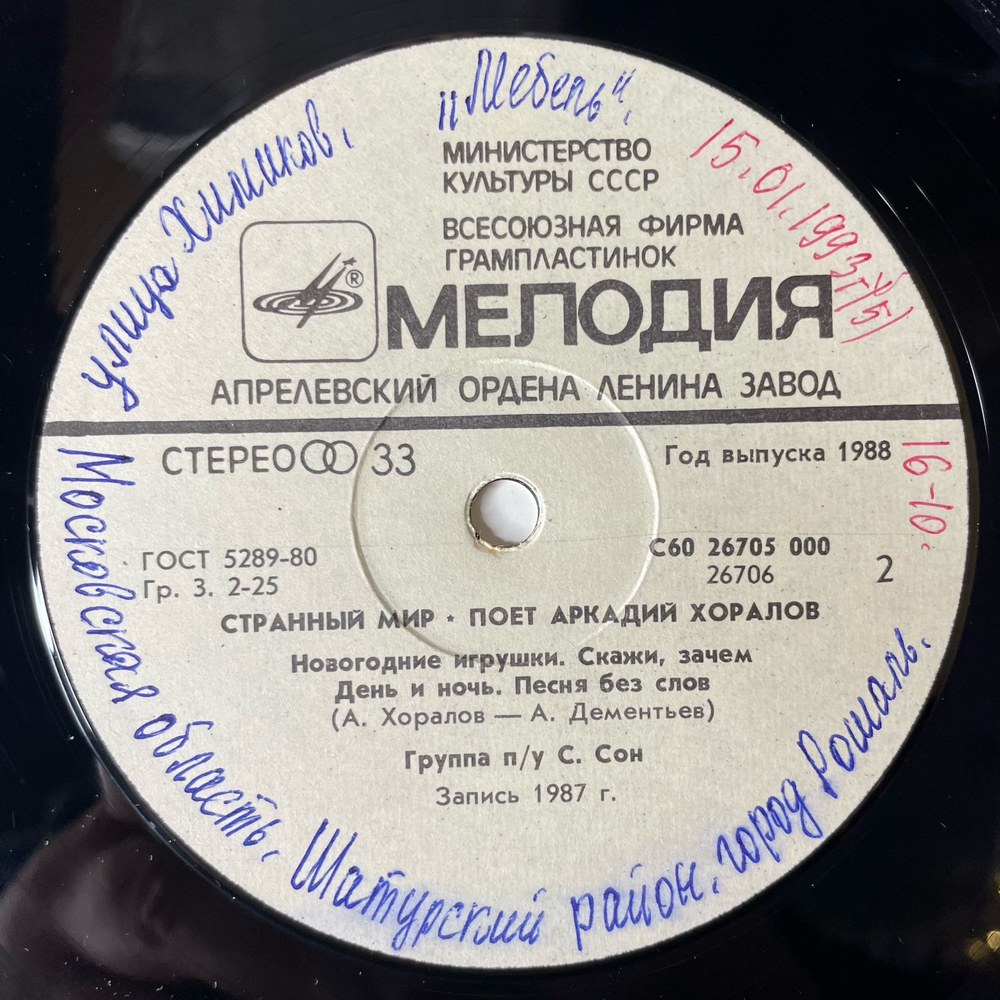 „Мебель".
МИНИСТЕРСТВО
КУЛЬТУРЫ СССР
ВСЕСОЮЗНАЯ ФИРМА
ГРАМПЛАСТИНОК
®
МЕЛОДИЯ
АПРЕЛЕВСКИЙ ОРДЕНА ЛЕНИНА ЗАВОД
СТЕРЕО 33
Год выпуска 1988
ГОСТ 5289-80
Гр. 3. 2-25
С60 26705 000
26706
2
СТРАННЫЙ МИР • ПОЕТ АРКАДИЙ ХОРАЛОВ
Новогодние игрушки. Скажи, зачем
День и ночь. Песня без слов
(А. Хоралов — А. Дементьев)
Группа п/у С. Сон
Запись 1987 г.
15.01.1993г(5)
16-10.
Московская область. Шатурский район. город Рошаль.
улица Химиков.